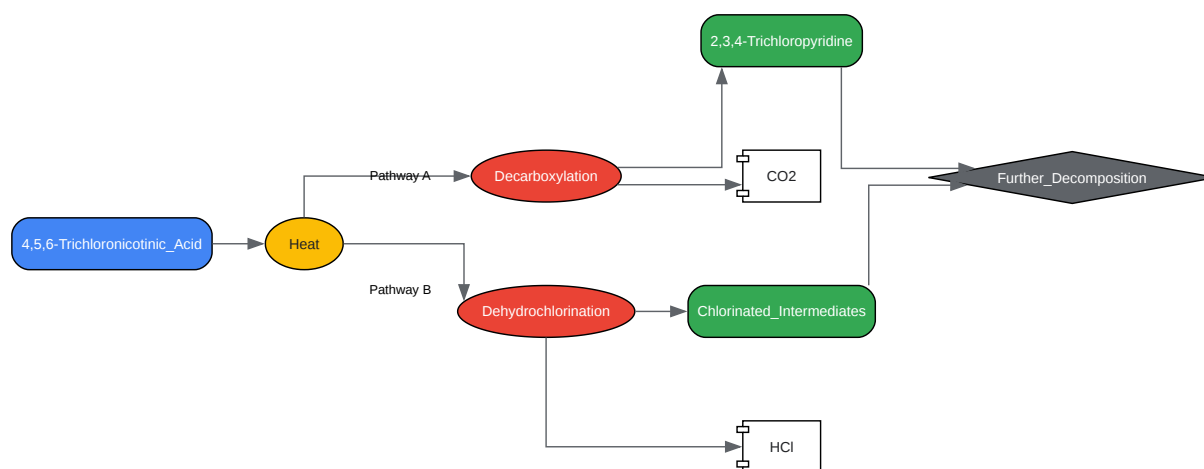 2,3,4-Trichloropyridine
Pathway A
Decarboxylation
CO2
Further_Decomposition
4,5,6-Trichloronicotinic_Acid
Heat
Pathway B
Dehydrochlorination
Chlorinated_Intermediates
HCl